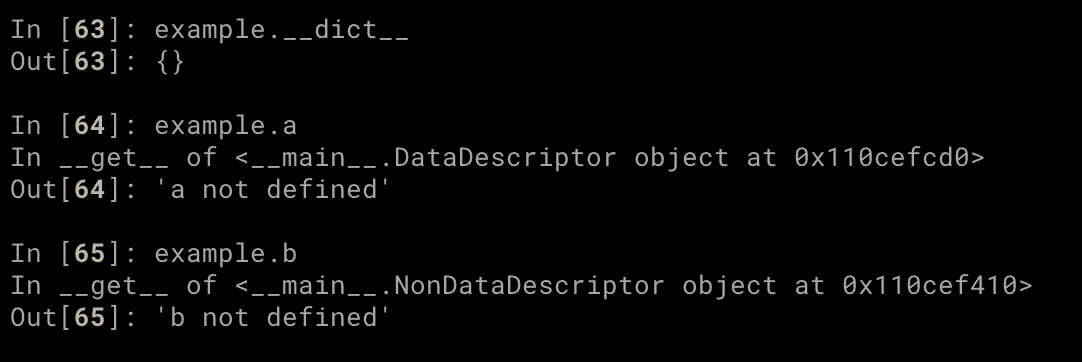 In [63]: example.__dict__
Out[63]: {}
In [64]: example.a
In __get__ of <__main__.DataDescriptor object at 0x110cefcd0>
Out[64]: 'a not defined'
In [65]: example.b
In __get__ of <__main__.NonDataDescriptor object at 0x110cef410>
Out[65]: 'b not defined'